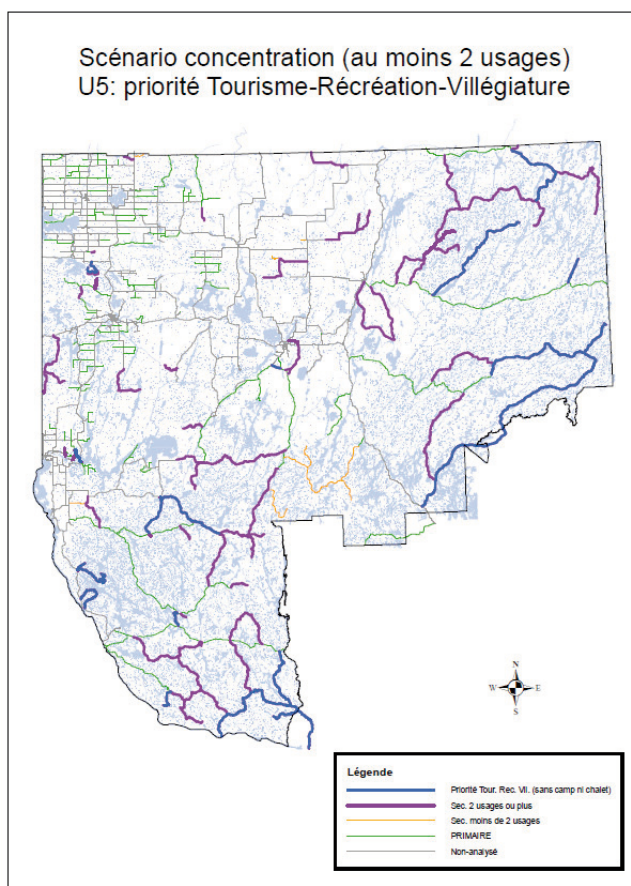 Scénario concentration (au moins 2 usages)
U5: priorité Tourisme-Récréation-Villégiature
N
W E
S
Légende
Priorité Tour. Rec. Vil. (sans camp ni chalet)
Sec. 2 usages ou plus
Sec. moins de 2 usages
PRIMAIRE
Non-analysé